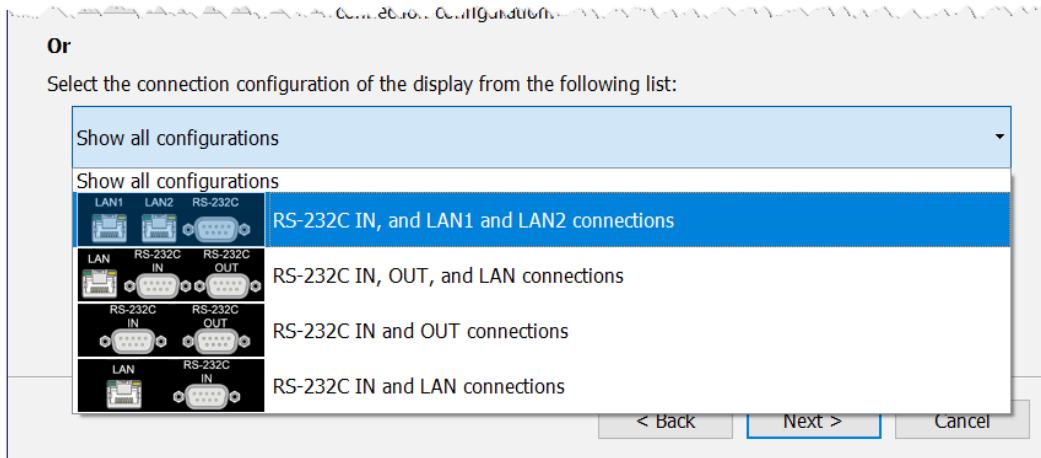 connection configuration.
Or
Select the connection configuration of the display from the following list:
Show all configurations
Show all configurations
LAN1 LAN2 RS-232C
RS-232C IN, and LAN1 and LAN2 connections
LAN RS-232C IN RS-232C OUT
RS-232C IN, OUT, and LAN connections
RS-232C IN RS-232C OUT
RS-232C IN and OUT connections
LAN RS-232C IN
RS-232C IN and LAN connections
< Back Next > Cancel